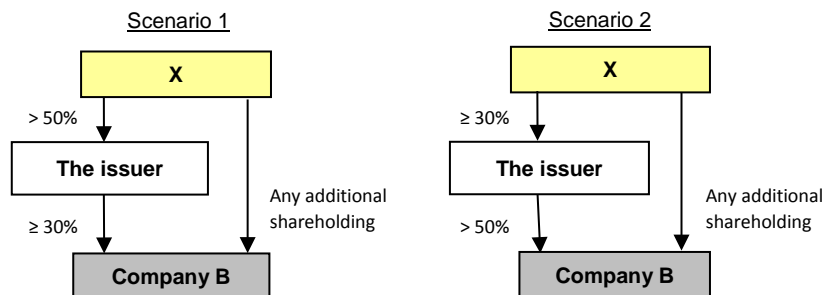 Scenario 1
X
> 50%
The issuer
Any additional
shareholding
≥ 30%
Company B
Scenario 2
X
≥ 30%
The issuer
Any additional
shareholding
> 50%
Company B